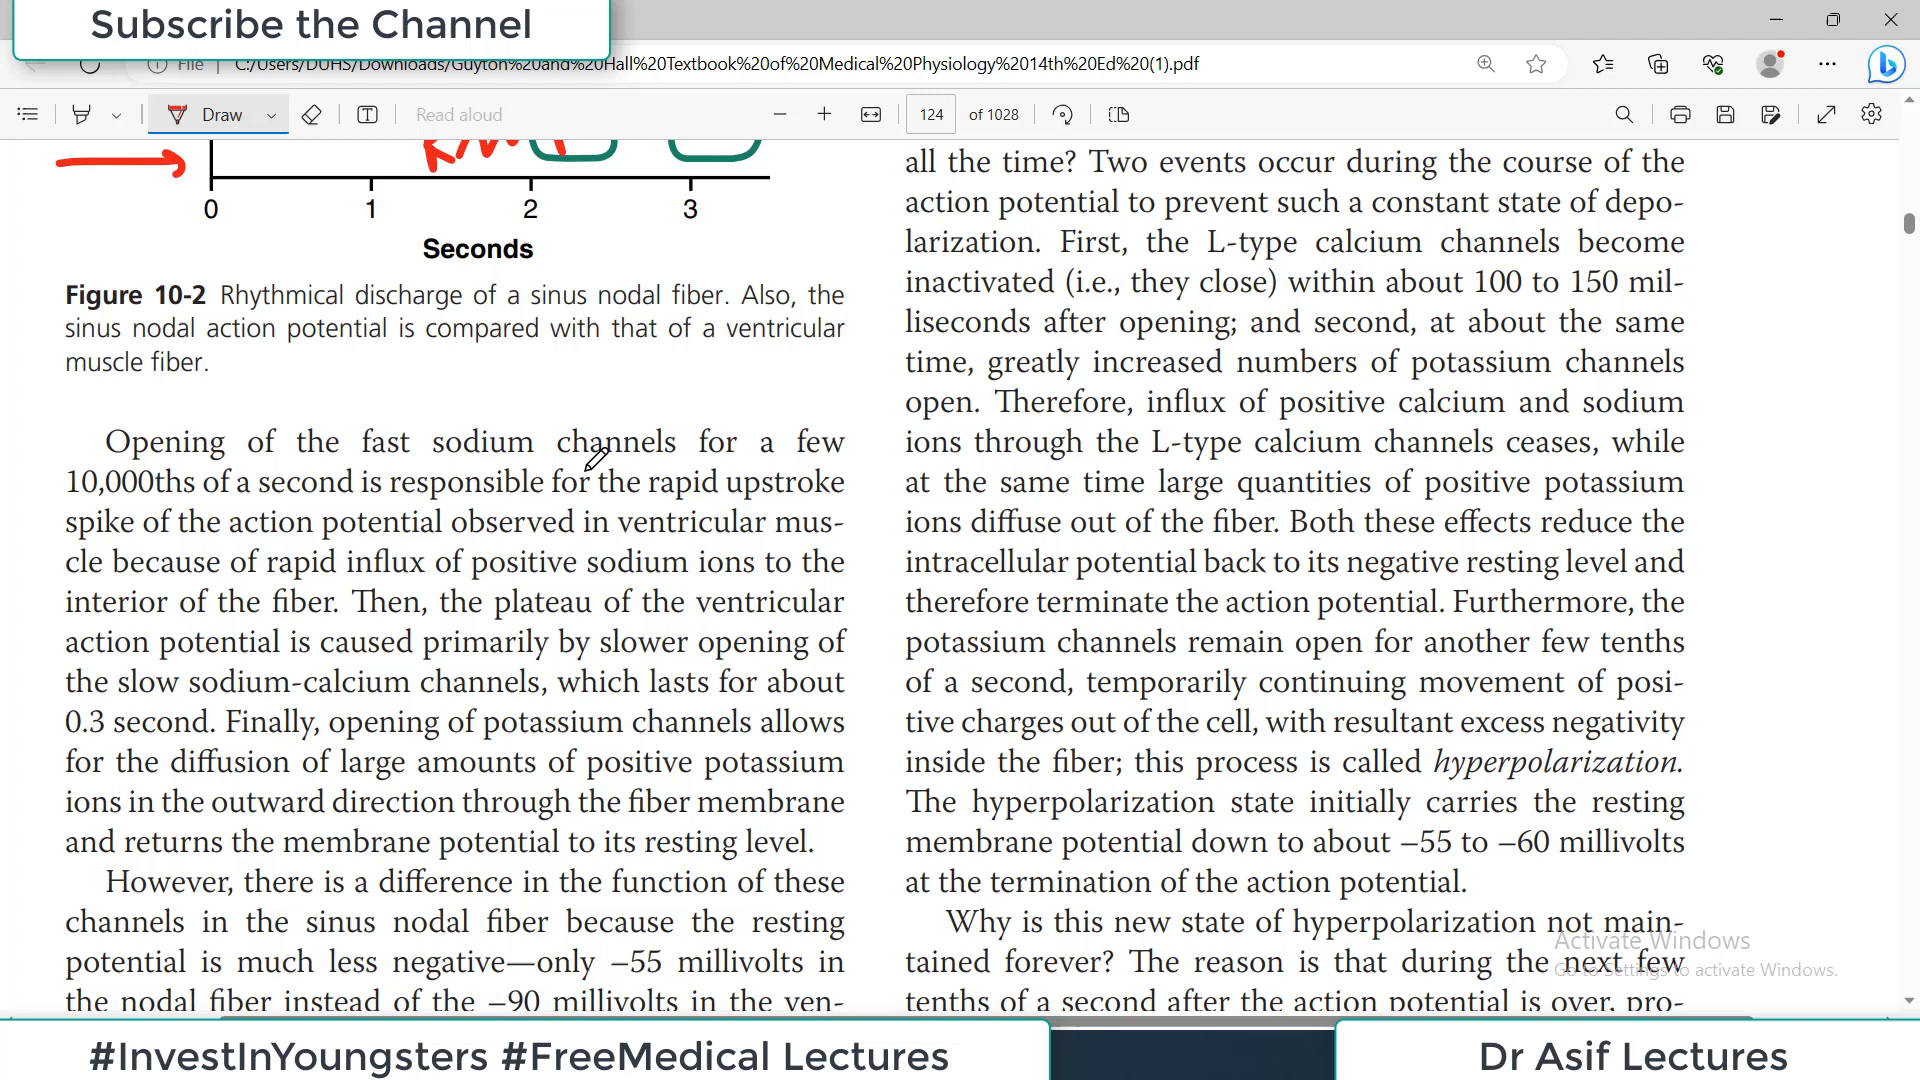 Subscribe the Channel
File
C:/Users/DUHS/Downloads/Guyton%20and%20Hall%20Textbook%20of%20Medical%20Physiology%2014th%20Ed%20(1).pdf
Draw
Read aloud
124 of 1028
0 1 2 3
Seconds
Figure 10-2 Rhythmical discharge of a sinus nodal fiber. Also, the
sinus nodal action potential is compared with that of a ventricular
muscle fiber.
Opening of the fast sodium channels for a few
10,000ths of a second is responsible for the rapid upstroke
spike of the action potential observed in ventricular mus-
cle because of rapid influx of positive sodium ions to the
interior of the fiber. Then, the plateau of the ventricular
action potential is caused primarily by slower opening of
the slow sodium-calcium channels, which lasts for about
0.3 second. Finally, opening of potassium channels allows
for the diffusion of large amounts of positive potassium
ions in the outward direction through the fiber membrane
and returns the membrane potential to its resting level.
However, there is a difference in the function of these
channels in the sinus nodal fiber because the resting
potential is much less negative—only –55 millivolts in
the nodal fiber instead of the –90 millivolts in the ven-
all the time? Two events occur during the course of the
action potential to prevent such a constant state of depo-
larization. First, the L-type calcium channels become
inactivated (i.e., they close) within about 100 to 150 mil-
liseconds after opening; and second, at about the same
time, greatly increased numbers of potassium channels
open. Therefore, influx of positive calcium and sodium
ions through the L-type calcium channels ceases, while
at the same time large quantities of positive potassium
ions diffuse out of the fiber. Both these effects reduce the
intracellular potential back to its negative resting level and
therefore terminate the action potential. Furthermore, the
potassium channels remain open for another few tenths
of a second, temporarily continuing movement of posi-
tive charges out of the cell, with resultant excess negativity
inside the fiber; this process is called hyperpolarization.
The hyperpolarization state initially carries the resting
membrane potential down to about –55 to –60 millivolts
at the termination of the action potential.
Why is this new state of hyperpolarization not main-
tained forever? The reason is that during the next few
tenths of a second after the action potential is over, pro-
Activate Windows
Go to Settings to activate Windows.
#InvestInYoungsters #FreeMedical Lectures
Dr Asif Lectures